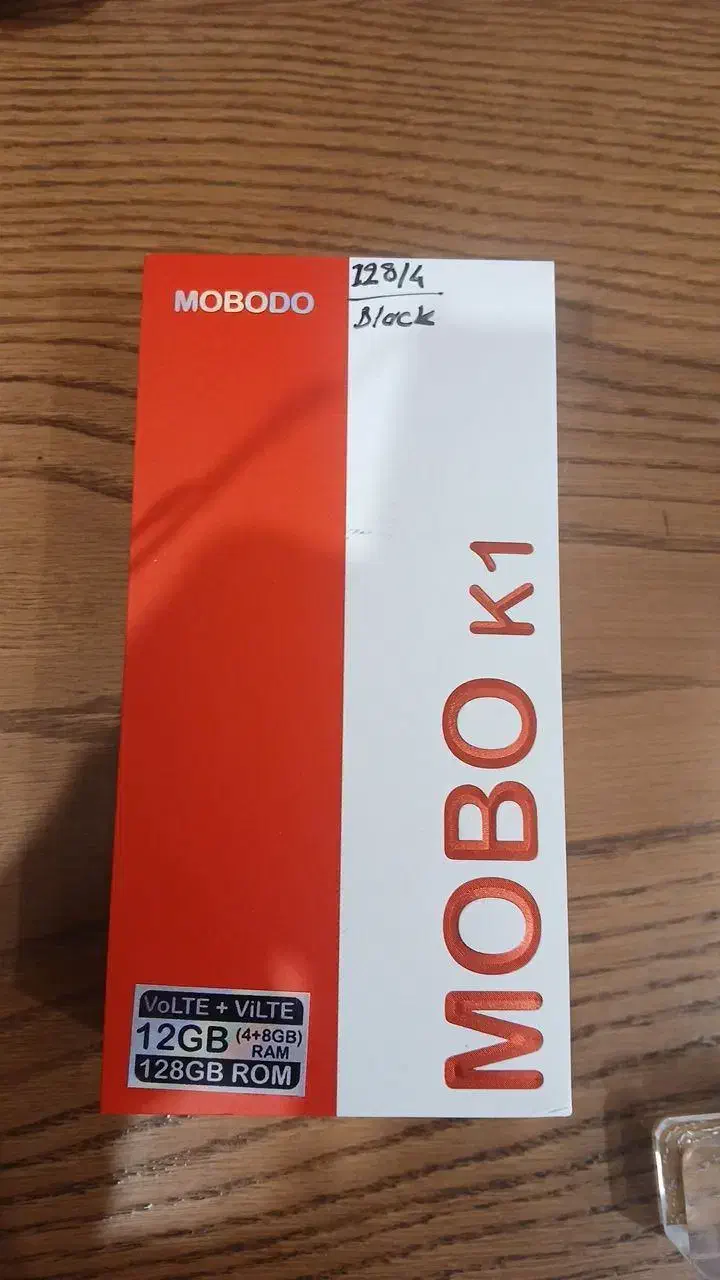 MOBODO
128/4
Black
MOBO K1
VoLTE + ViLTE
12GB (4+8GB)
RAM
128GB ROM